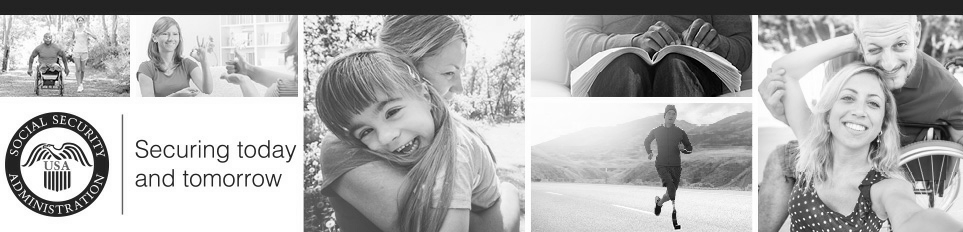 SOCIAL SECURITY
USA
ADMINISTRATION
Securing today
and tomorrow